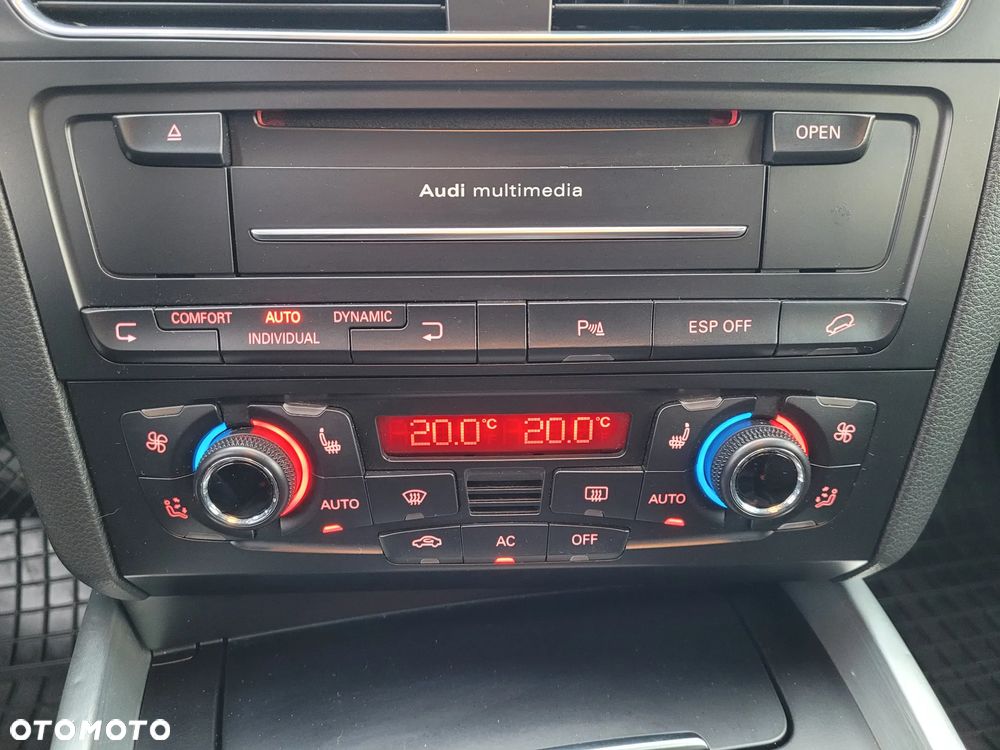 OPEN
Audi multimedia
COMFORT AUTO DYNAMIC
INDIVIDUAL
P
ESP OFF
20.0°C 20.0°C
AUTO
AUTO
AC
OFF
OTOMOTO